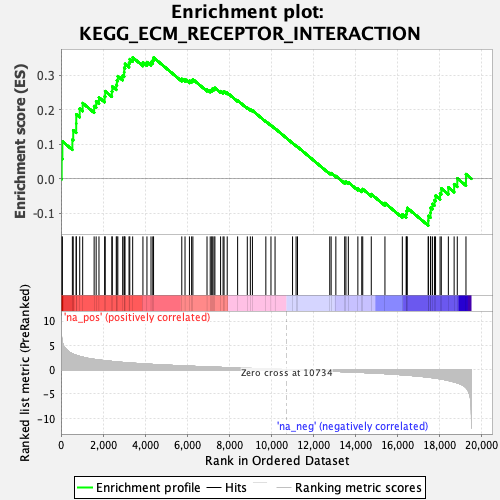 Enrichment plot:
KEGG_ECM_RECEPTOR_INTERACTION
Enrichment score (ES)
0.3
0.2
0.1
0.0
-0.1
'na_pos' (positively correlated)
Ranked list metric (PreRanked)
10
5
0
-5
-10
Zero cross at 10734
'na_neg' (negatively correlated)
0
2,000
4,000
6,000
8,000
10,000
12,000
14,000
16,000
18,000
20,000
Rank in Ordered Dataset
Enrichment profile
Hits
Ranking metric scores